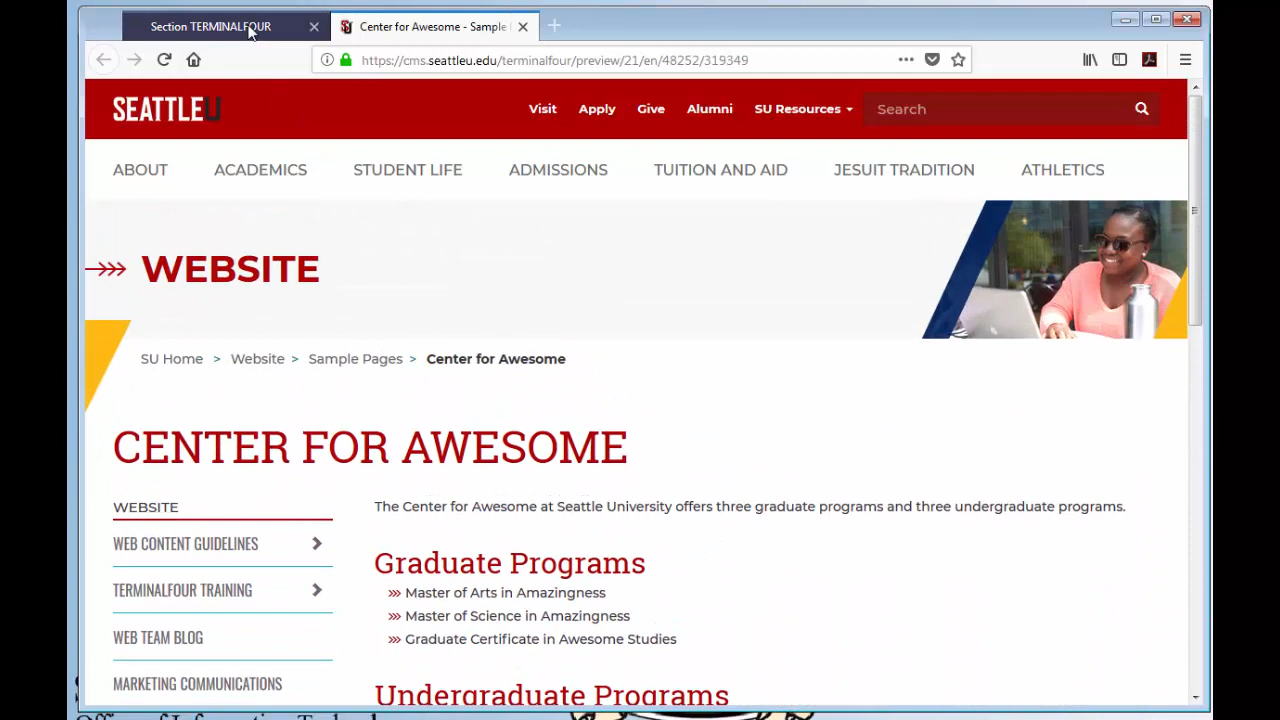 Section TERMINALFOUR
Center for Awesome - Sample
https://cms.seattleu.edu/terminalfour/preview/21/en/48252/319349
SEATTLEU
Visit
Apply
Give
Alumni
SU Resources
Search
ABOUT
ACADEMICS
STUDENT LIFE
ADMISSIONS
TUITION AND AID
JESUIT TRADITION
ATHLETICS
WEBSITE
SU Home > Website > Sample Pages > Center for Awesome
CENTER FOR AWESOME
WEBSITE
WEB CONTENT GUIDELINES
TERMINALFOUR TRAINING
WEB TEAM BLOG
MARKETING COMMUNICATIONS
The Center for Awesome at Seattle University offers three graduate programs and three undergraduate programs.
Graduate Programs
Master of Arts in Amazingness
Master of Science in Amazingness
Graduate Certificate in Awesome Studies
Undergraduate Programs